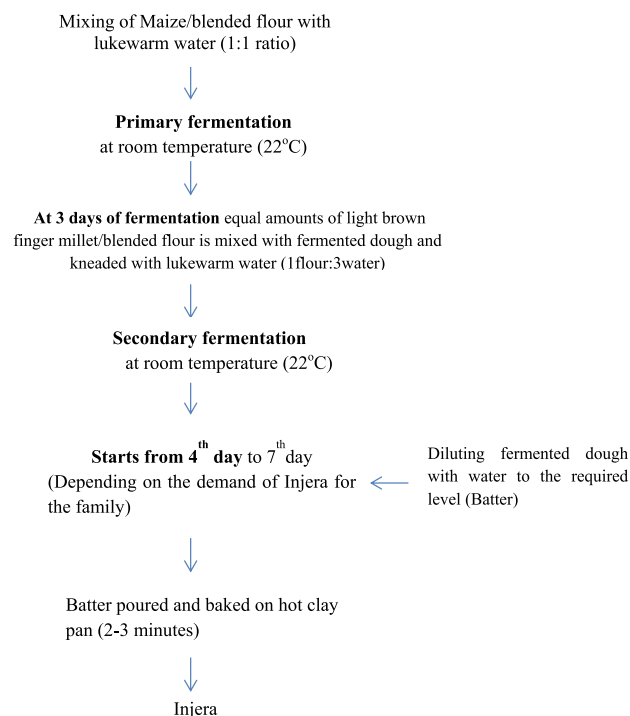 Mixing of Maize/blended flour with
lukewarm water (1:1 ratio)
Primary fermentation
at room temperature (22°C)
At 3 days of fermentation equal amounts of light brown
finger millet/blended flour is mixed with fermented dough and
kneaded with lukewarm water (1flour:3water)
Secondary fermentation
at room temperature (22°C)
Starts from 4th day to 7th day
(Depending on the demand of Injera for
the family)
Diluting fermented dough
with water to the required
level (Batter)
Batter poured and baked on hot clay
pan (2-3 minutes)
Injera